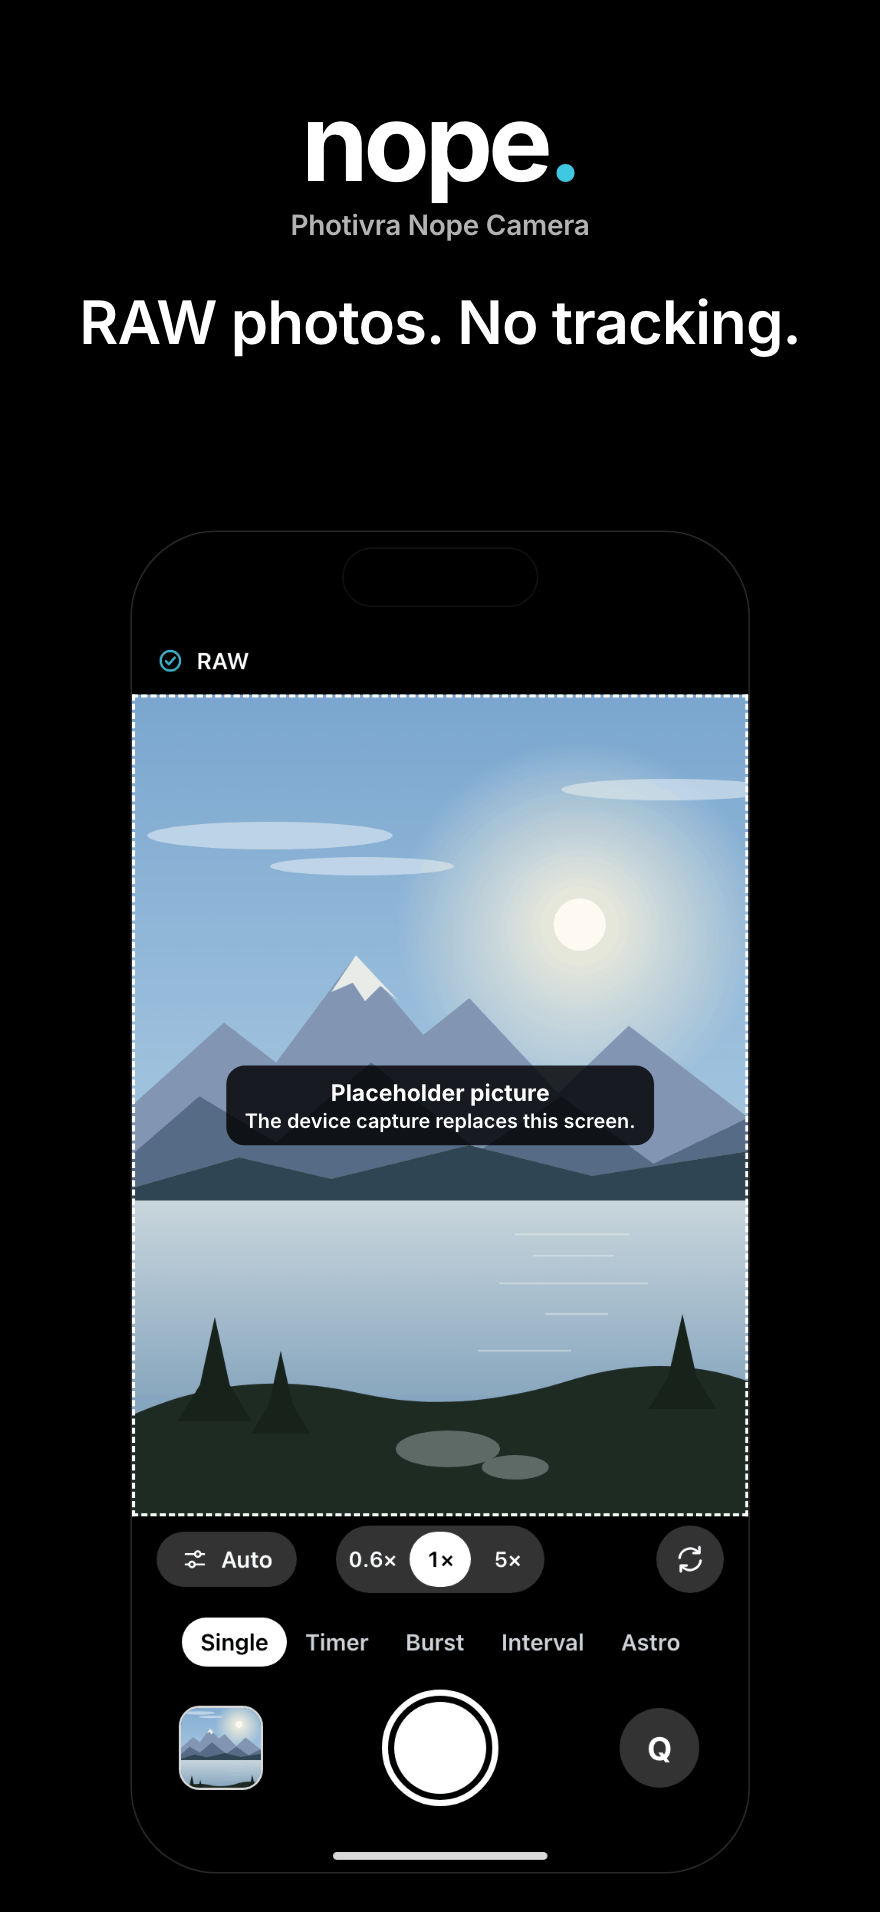 nope.
Photivra Nope Camera
RAW photos. No tracking.
RAW
Placeholder picture
The device capture replaces this screen.
Auto
0.6× 1× 5×
Single Timer Burst Interval Astro
Q